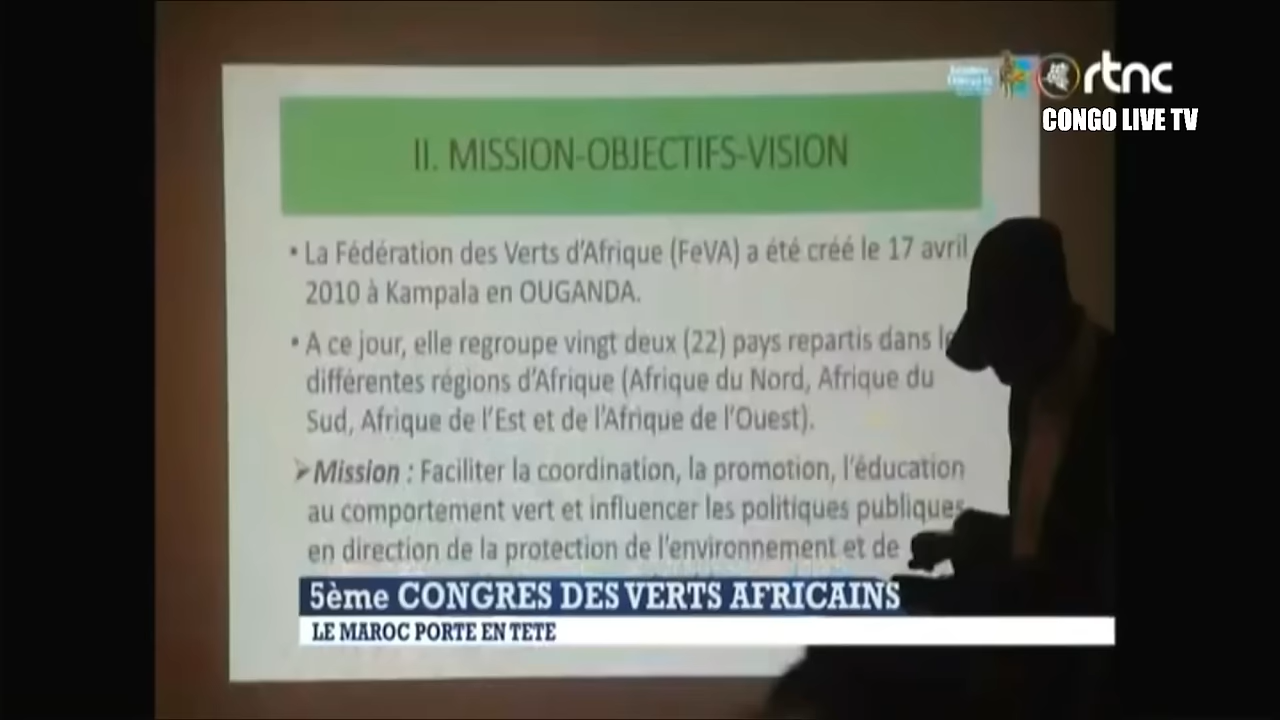 rtnc
CONGO LIVE TV
II. MISSION-OBJECTIFS-VISION
• La Fédération des Verts d'Afrique (FeVA) a été créé le 17 avril
2010 à Kampala en OUGANDA.
• A ce jour, elle regroupe vingt deux (22) pays repartis dans
différentes régions d'Afrique (Afrique du Nord, Afrique du
Sud, Afrique de l'Est et de l'Afrique de l'Ouest).
➤Mission : Faciliter la coordination, la promotion, l'éducation
au comportement vert et influencer les politiques publiques
en direction de la protection de l'environnement et de
5ème CONGRES DES VERTS AFRICAINS
LE MAROC PORTE EN TETE